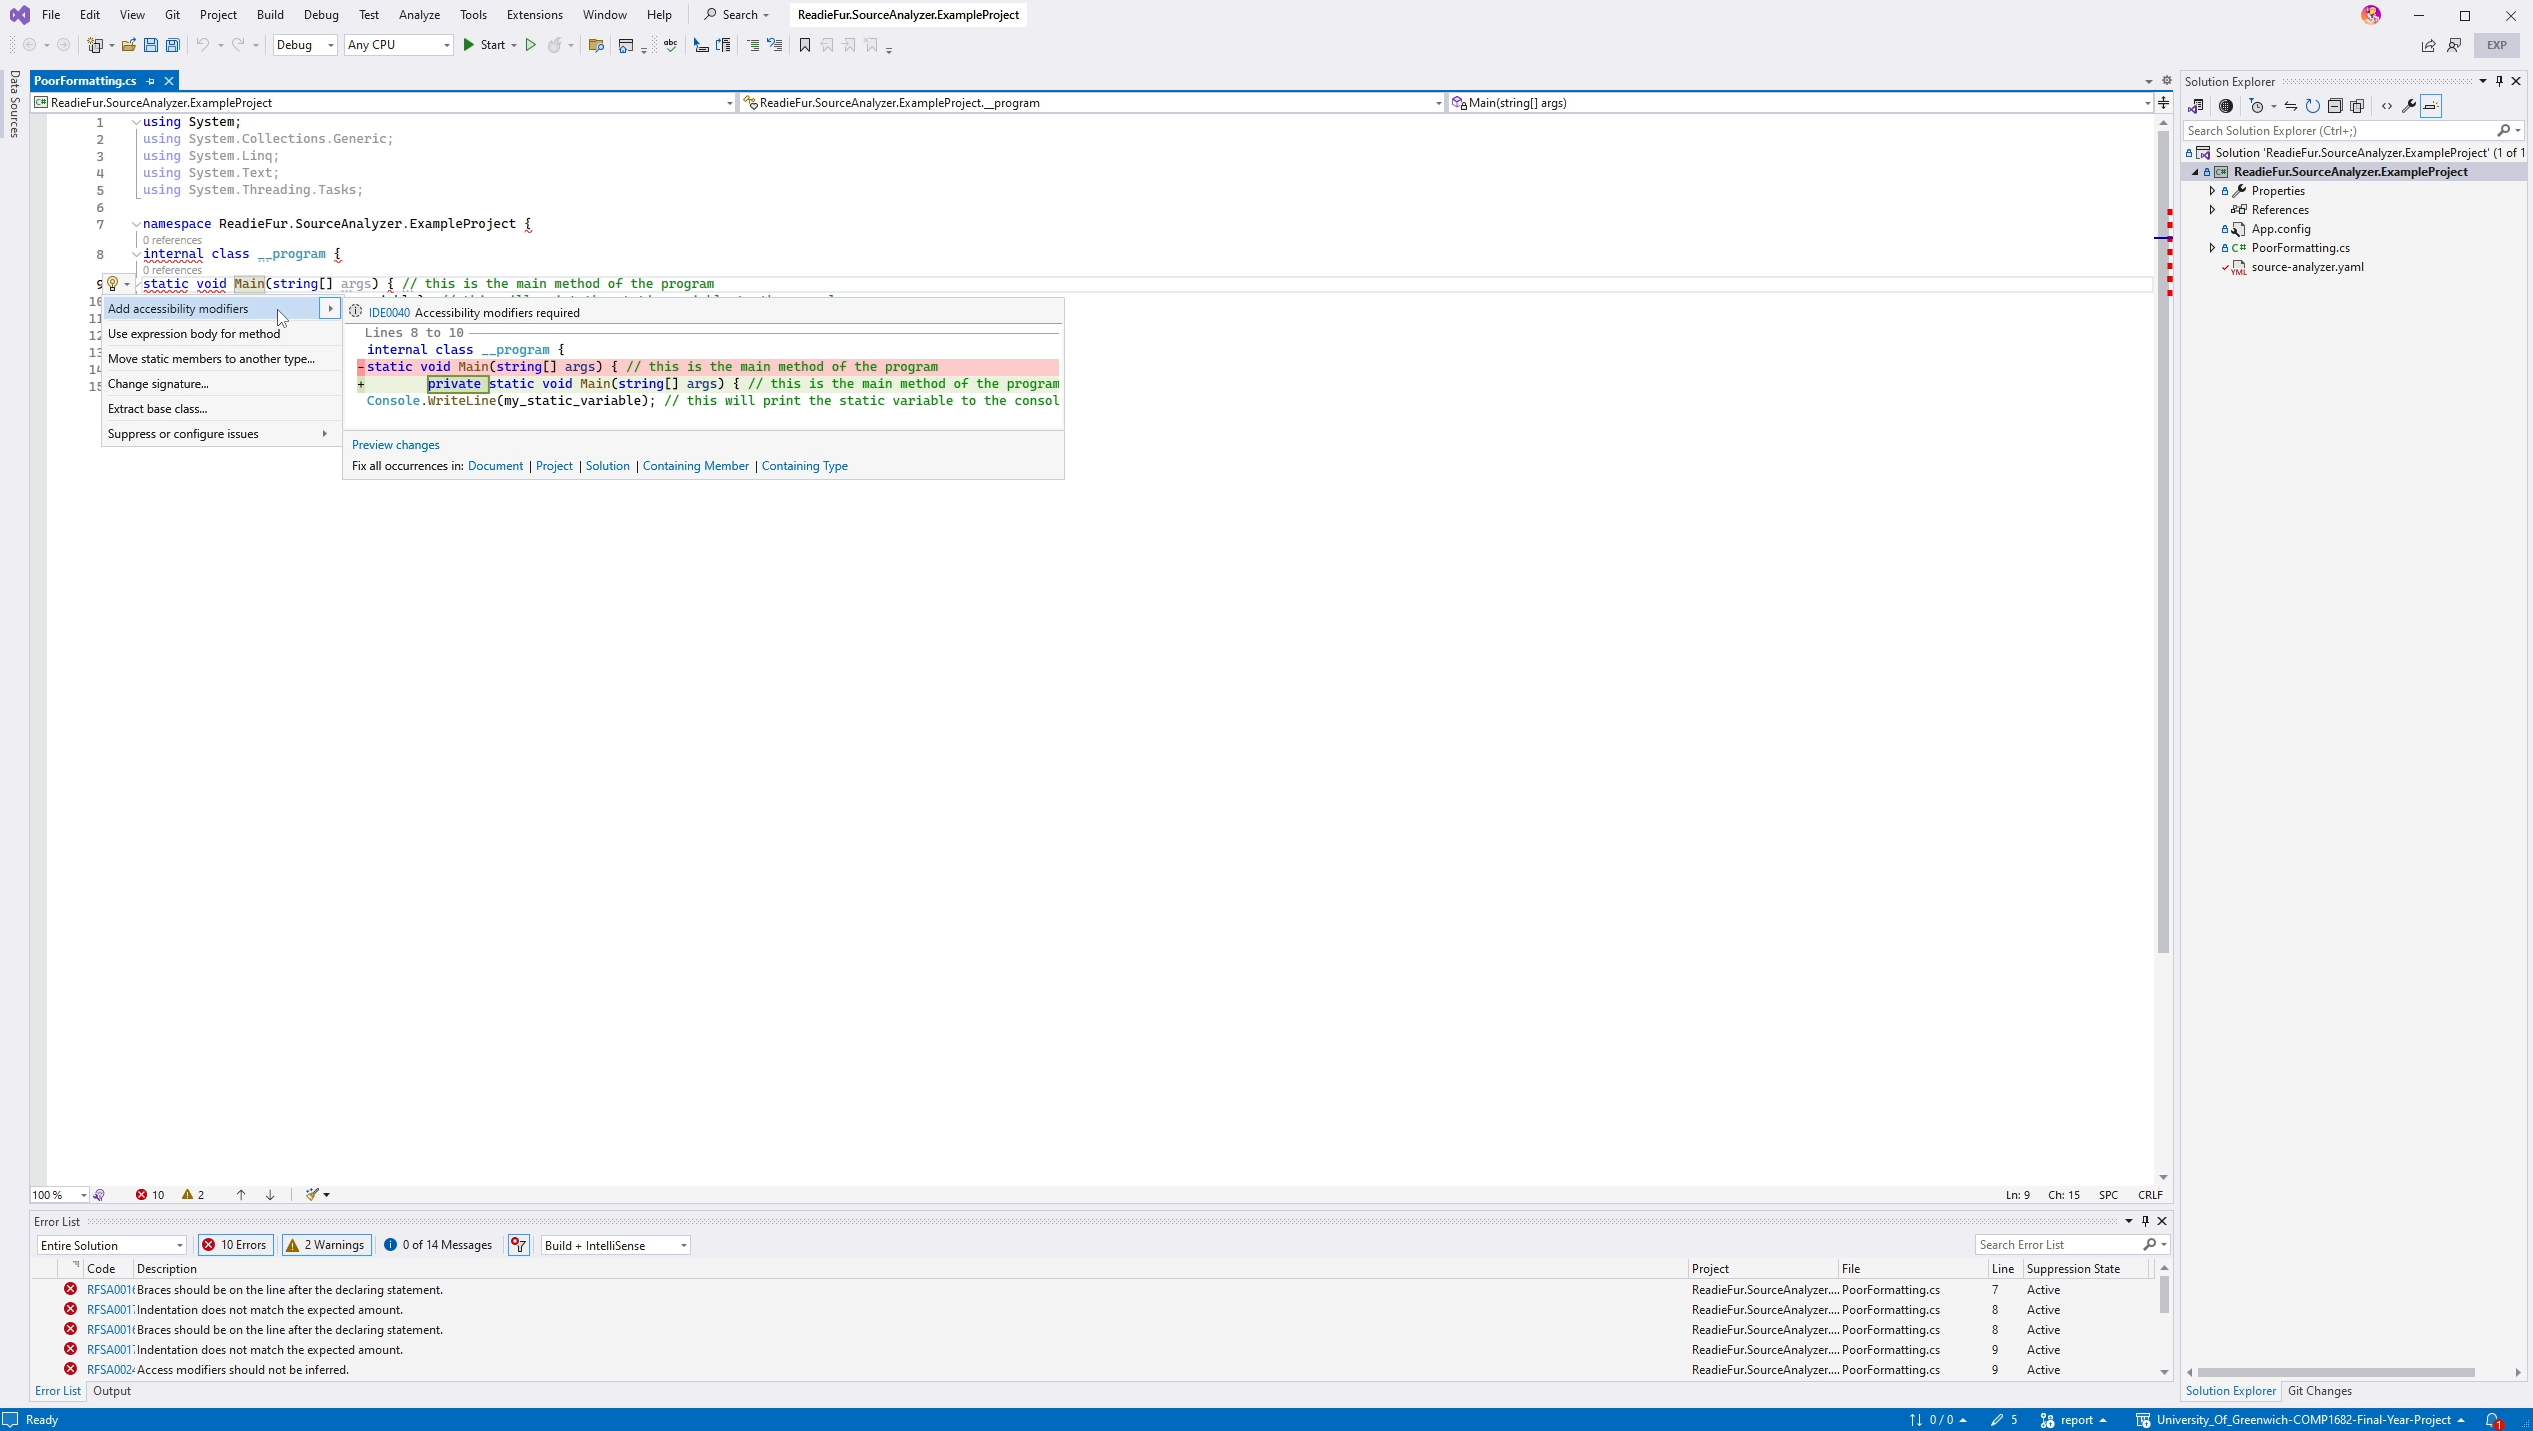 File Edit View Git Project Build Debug Test Analyze Tools Extensions Window Help Search ReadieFur.SourceAnalyzer.ExampleProject
Debug Any CPU Start EXP
Data Sources
PoorFormatting.cs
ReadieFur.SourceAnalyzer.ExampleProject ReadieFur.SourceAnalyzer.ExampleProject.__program Main(string[] args)
1 using System;
2 using System.Collections.Generic;
3 using System.Linq;
4 using System.Text;
5 using System.Threading.Tasks;
6
7 namespace ReadieFur.SourceAnalyzer.ExampleProject {
0 references
8 internal class __program {
0 references
9 static void Main(string[] args) { // this is the main method of the program
Add accessibility modifiers
Use expression body for method
Move static members to another type...
Change signature...
Extract base class...
Suppress or configure issues
IDE0040 Accessibility modifiers required
Lines 8 to 10
internal class __program {
-static void Main(string[] args) { // this is the main method of the program
+ private static void Main(string[] args) { // this is the main method of the program
Console.WriteLine(my_static_variable); // this will print the static variable to the consol
Preview changes
Fix all occurrences in: Document | Project | Solution | Containing Member | Containing Type
100 % 10 2 Ln: 9 Ch: 15 SPC CRLF
Error List
Entire Solution 10 Errors 2 Warnings 0 of 14 Messages Build + IntelliSense Search Error List
Code Description Project File Line Suppression State
RFSA001 Braces should be on the line after the declaring statement. ReadieFur.SourceAnalyzer.... PoorFormatting.cs 7 Active
RFSA001 Indentation does not match the expected amount. ReadieFur.SourceAnalyzer.... PoorFormatting.cs 8 Active
RFSA001 Braces should be on the line after the declaring statement. ReadieFur.SourceAnalyzer.... PoorFormatting.cs 8 Active
RFSA001 Indentation does not match the expected amount. ReadieFur.SourceAnalyzer.... PoorFormatting.cs 9 Active
RFSA002 Access modifiers should not be inferred. ReadieFur.SourceAnalyzer.... PoorFormatting.cs 9 Active
Error List Output
Solution Explorer
Search Solution Explorer (Ctrl+;)
Solution 'ReadieFur.SourceAnalyzer.ExampleProject' (1 of 1
ReadieFur.SourceAnalyzer.ExampleProject
Properties
References
App.config
C# PoorFormatting.cs
source-analyzer.yaml
Solution Explorer Git Changes
Ready 0 / 0 5 report University_Of_Greenwich-COMP1682-Final-Year-Project 1